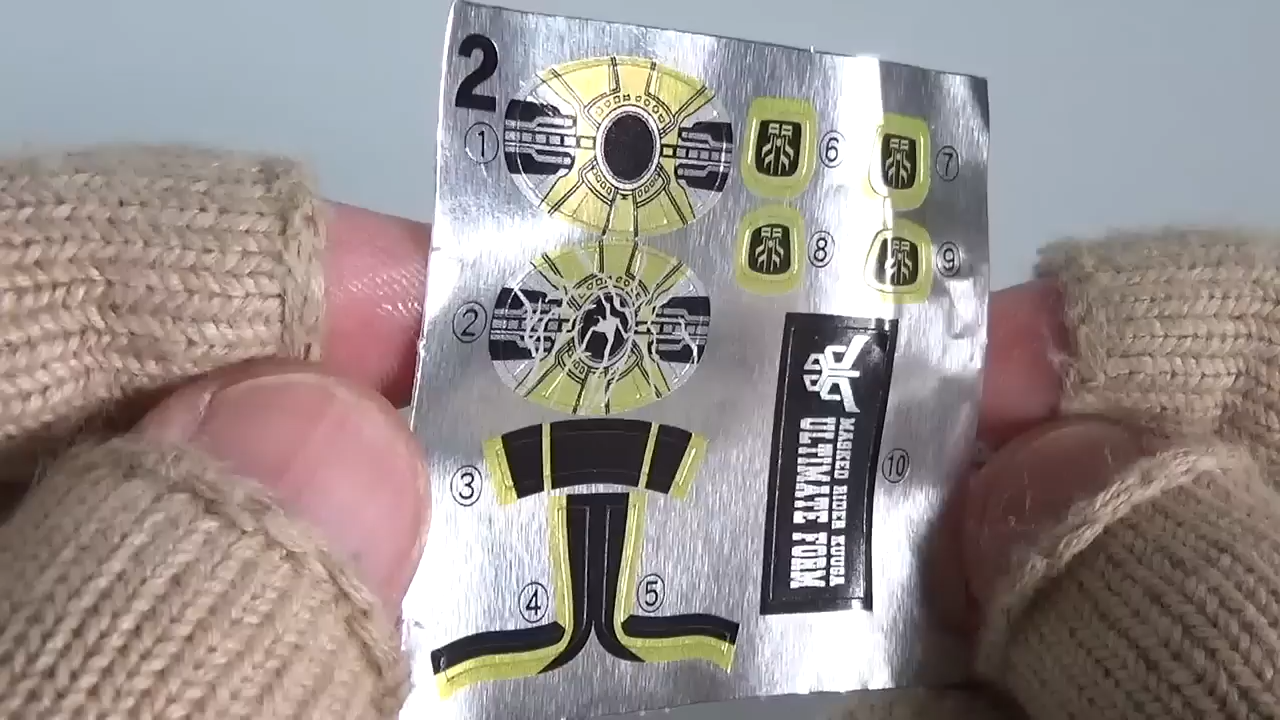 2
① ⑥ ⑦
② ⑧ ⑨
③ ⑩
④ ⑤
MASKED RIDER KUUGA
ULTIMATE FORM